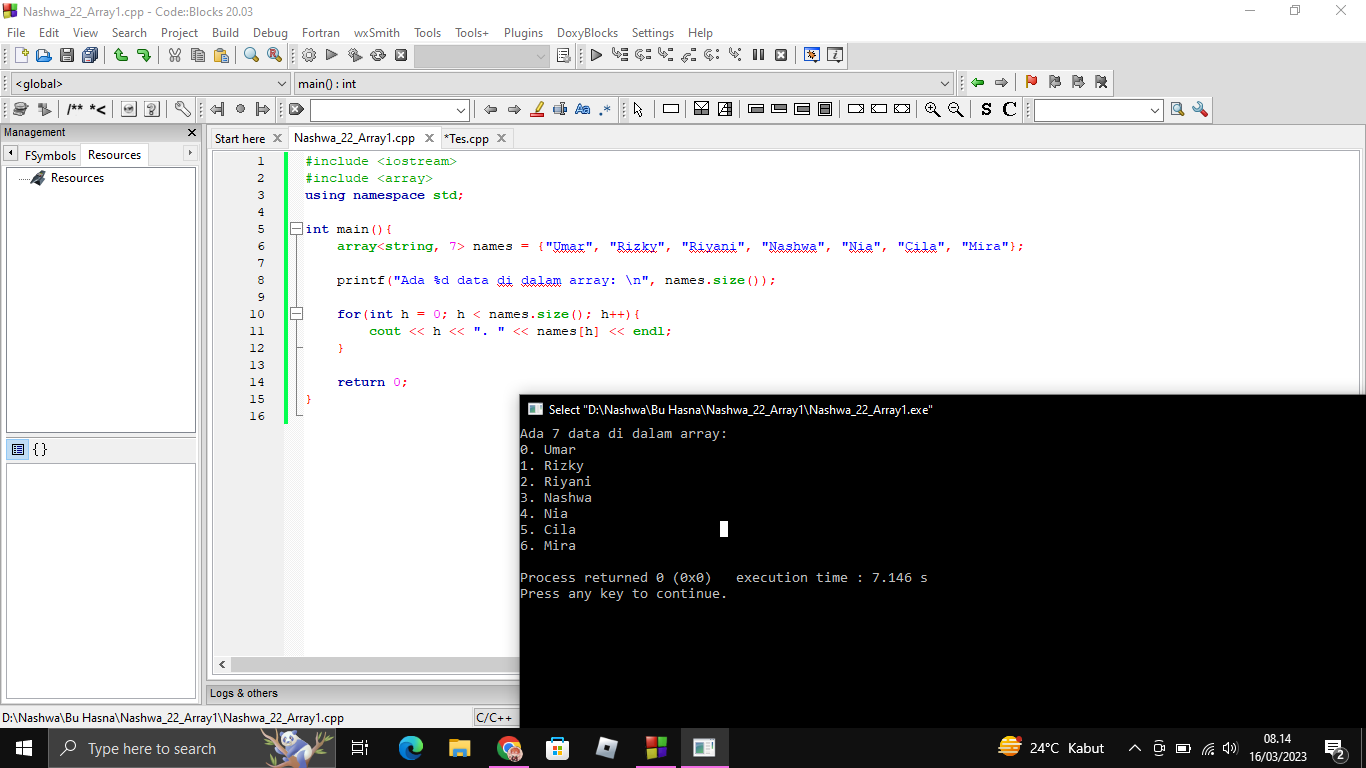 Nashwa_22_Array1.cpp - Code::Blocks 20.03
File Edit View Search Project Build Debug Fortran wxSmith Tools Tools+ Plugins DoxyBlocks Settings Help
<global> main() : int
/** *< Aa .* S C
Management
FSymbols Resources
Resources
{}
Start here Nashwa_22_Array1.cpp *Tes.cpp
1 #include <iostream>
2 #include <array>
3 using namespace std;
4
5 int main(){
6 array<string, 7> names = {"Umar", "Rizky", "Riyani", "Nashwa", "Nia", "Cila", "Mira"};
7
8 printf("Ada %d data di dalam array: \n", names.size());
9
10 for(int h = 0; h < names.size(); h++){
11 cout << h << ". " << names[h] << endl;
12 }
13
14 return 0;
15 }
16
Select "D:\Nashwa\Bu Hasna\Nashwa_22_Array1\Nashwa_22_Array1.exe"
Ada 7 data di dalam array:
0. Umar
1. Rizky
2. Riyani
3. Nashwa
4. Nia
5. Cila
6. Mira
Process returned 0 (0x0) execution time : 7.146 s
Press any key to continue.
Logs & others
D:\Nashwa\Bu Hasna\Nashwa_22_Array1\Nashwa_22_Array1.cpp C/C++
Type here to search
24°C Kabut
08.14
16/03/2023
2